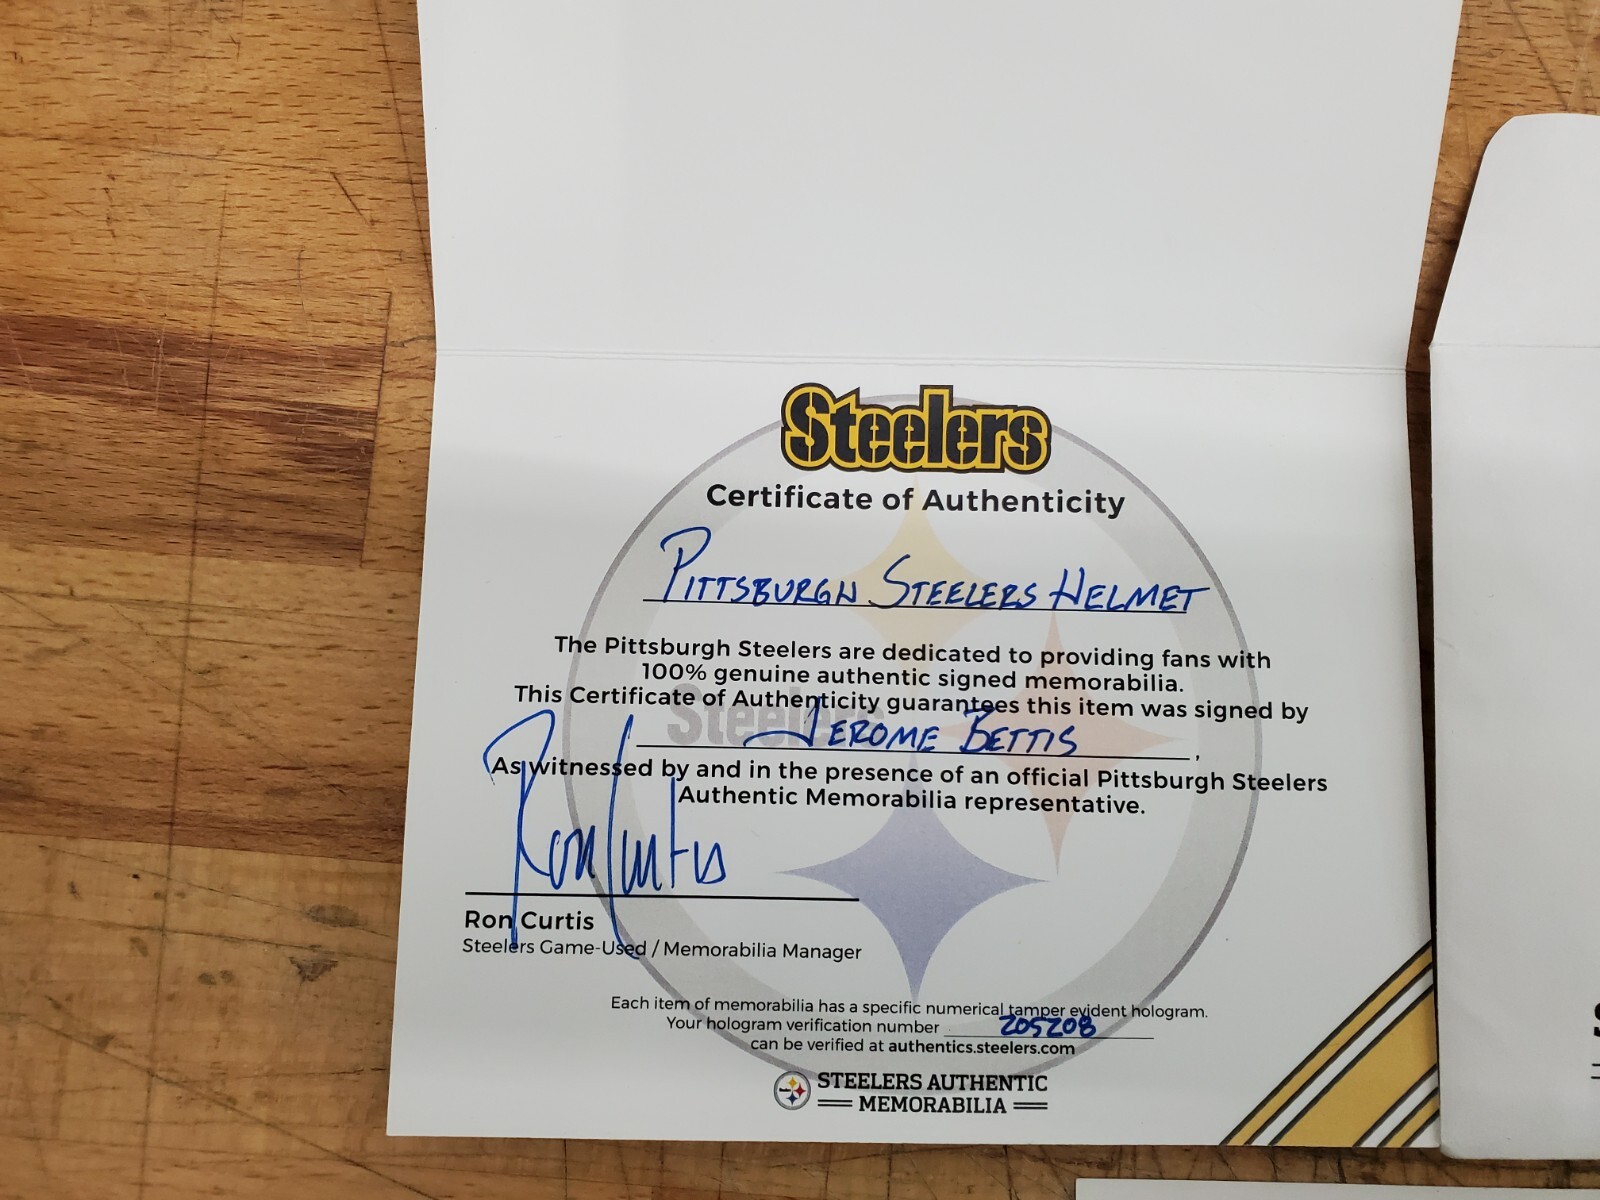 Steelers
Certificate of Authenticity
PITTSBURGH STEELERS HELMET
The Pittsburgh Steelers are dedicated to providing fans with
100% genuine authentic signed memorabilia.
This Certificate of Authenticity guarantees this item was signed by
Steelers
JEROME BETTIS,
As witnessed by and in the presence of an official Pittsburgh Steelers
Authentic Memorabilia representative.
Ron Curtis
Ron Curtis
Steelers Game-Used / Memorabilia Manager
Each item of memorabilia has a specific numerical tamper evident hologram.
Your hologram verification number 205208
can be verified at authentics.steelers.com
STEELERS AUTHENTIC
MEMORABILIA